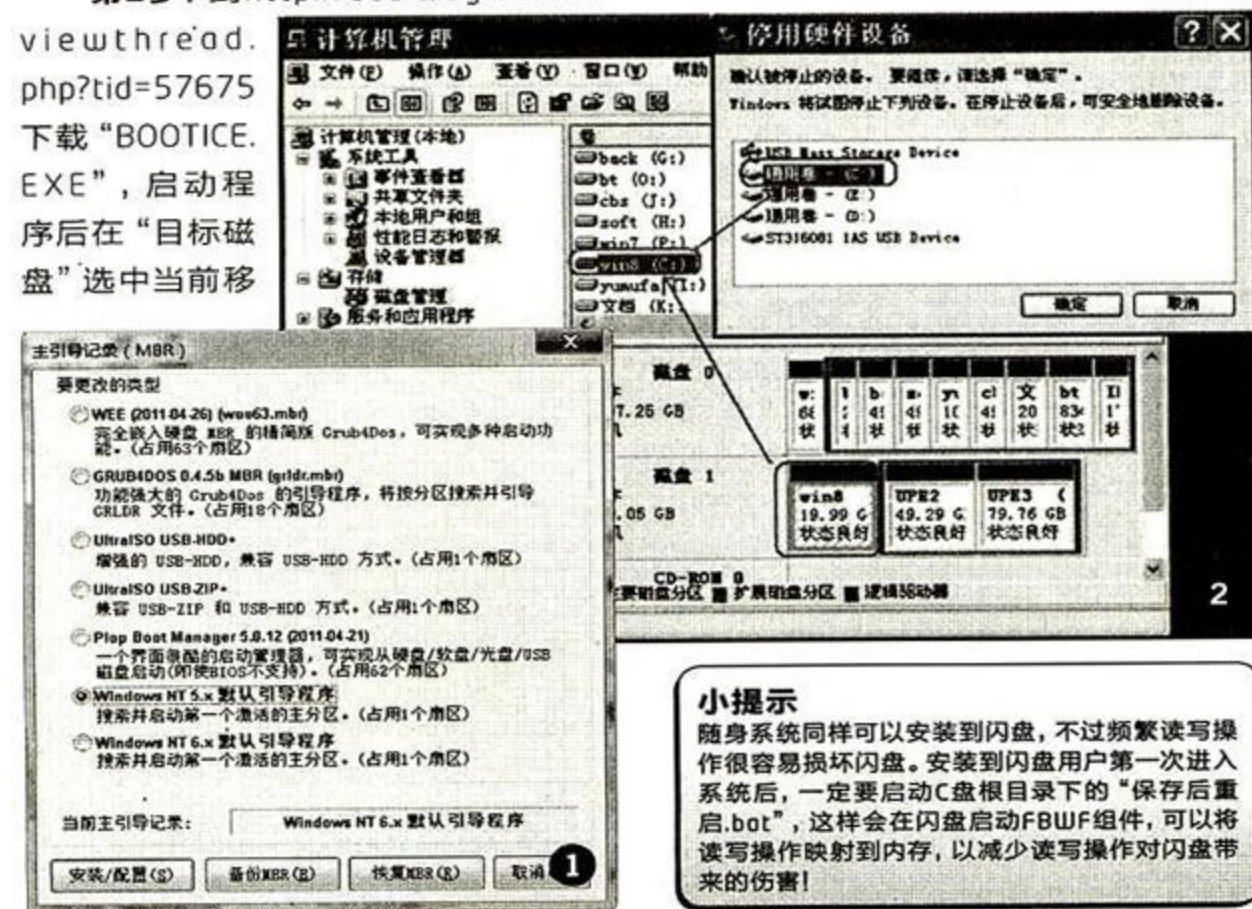 viewthread.
php?tid=57675
下载“BOOTICE.
EXE”，启动程
序后在“目标磁
盘”选中当前移
计算机管理
文件(F) 操作(A) 查看(V) 窗口(W) 帮助
计算机管理(本地)
系统工具
事件查看器
共享文件夹
本地用户和组
性能日志和警报
设备管理器
存储
磁盘管理
服务和应用程序
卷
back (G:)
bt (O:)
cbs (J:)
soft (H:)
win7 (P:)
win8 (C:)
yumufa (I:)
文档 (K:)
停用硬件设备
确认被停止的设备。 要继续，请选择“确定”。
Windows 将试图停止下列设备。在停止设备后，可安全地删除设备。
USB Mass Storage Device
通用卷 - (C:)
通用卷 - (E:)
通用卷 - (D:)
ST316081 1AS USB Device
确定 取消
磁盘 0
7.25 GB
磁盘 1
.05 GB
win8
19.99 G
状态良好
UPE2
49.29 G
状态良好
UPE3 (
79.76 GB
状态良好
CD-ROM 0
主要磁盘分区 扩展磁盘分区 逻辑驱动器
2
主引导记录 (MBR)
要更改的类型
WEE (2011-04-26) (wee63.mbr)
完全嵌入硬盘 MBR 的精简版 Grub4Dos，可实现多种启动功
能。(占用63个扇区)
GRUB4DOS 0.4.5b MBR (grldr.mbr)
功能强大的 Grub4Dos 的引导程序，将按分区搜索并引导
GRLDR 文件。(占用18个扇区)
UltraISO USB-HDD+
增强的 USB-HDD，兼容 USB-HDD 方式。(占用1个扇区)
UltraISO USB-ZIP+
兼容 USB-ZIP 和 USB-HDD 方式。(占用1个扇区)
Plop Boot Manager 5.0.12 (2011-04-21)
一个界面很酷的启动管理器，可实现从硬盘/软盘/光盘/USB
磁盘启动(即使BIOS不支持)。(占用62个扇区)
Windows NT 5.x 默认引导程序
搜索并启动第一个激活的主分区。(占用1个扇区)
Windows NT 6.x 默认引导程序
搜索并启动第一个激活的主分区。(占用1个扇区)
当前主引导记录: Windows NT 6.x 默认引导程序
安装/配置(S) 备份MBR(B) 恢复MBR(R) 取消
1
小提示
随身系统同样可以安装到闪盘，不过频繁读写操
作很容易损坏闪盘。安装到闪盘用户第一次进入
系统后，一定要启动C盘根目录下的“保存后重
启.bat”，这样会在闪盘启动FBWF组件，可以将
读写操作映射到内存，以减少读写操作对闪盘带
来的伤害！